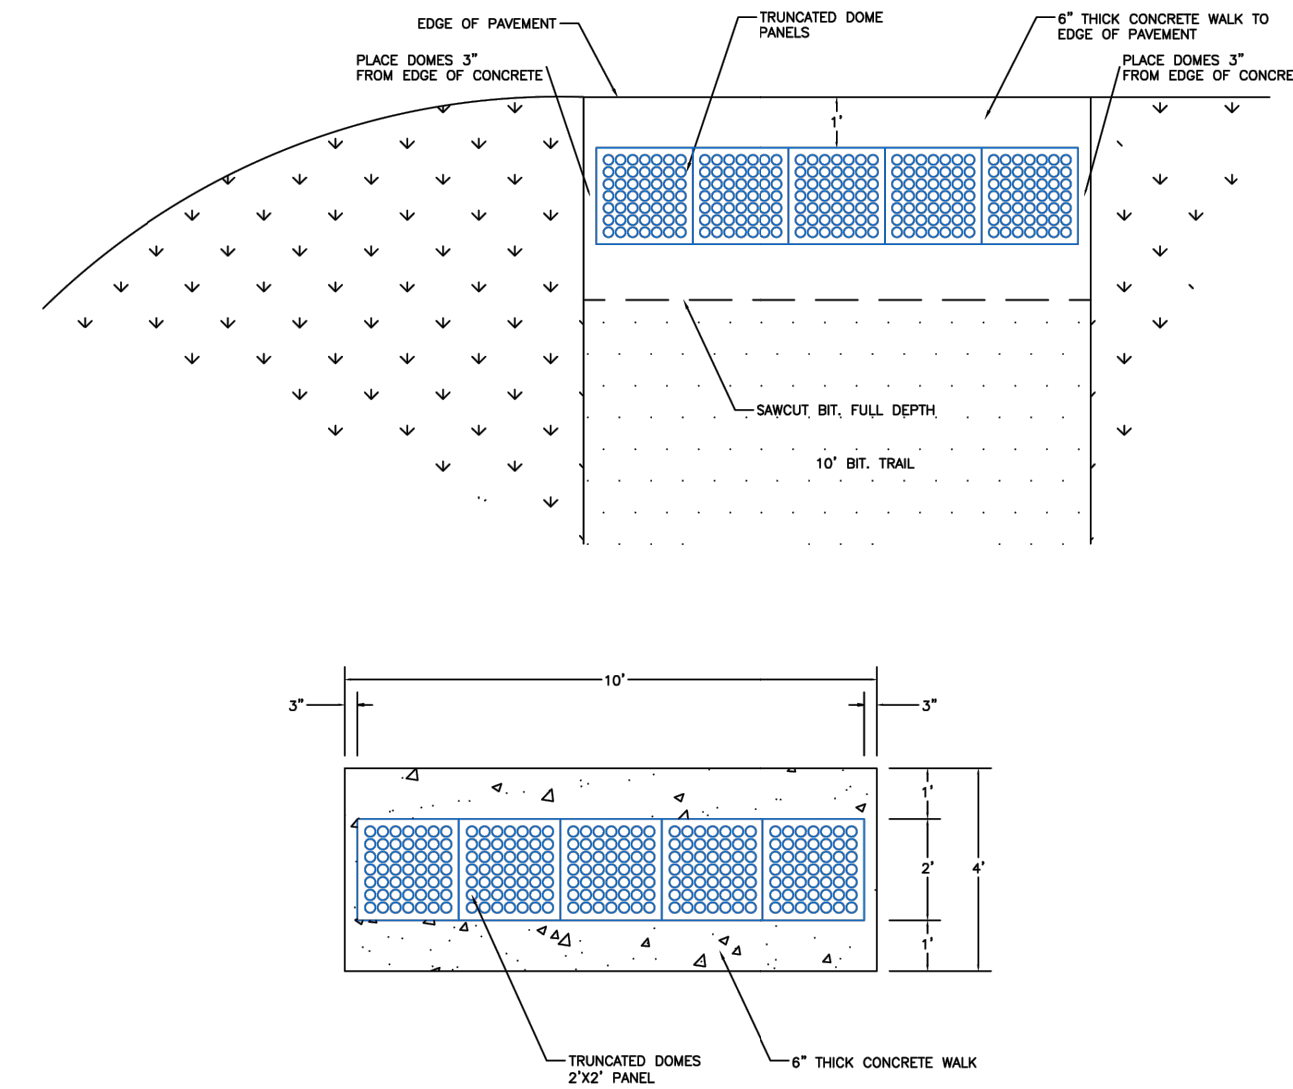 EDGE OF PAVEMENT
TRUNCATED DOME
PANELS
6" THICK CONCRETE WALK TO
EDGE OF PAVEMENT
PLACE DOMES 3"
FROM EDGE OF CONCRETE
PLACE DOMES 3"
FROM EDGE OF CONCRE
1'
SAWCUT BIT. FULL DEPTH
10' BIT. TRAIL
10'
3"
3"
1'
2'
4'
1'
TRUNCATED DOMES
2'X2' PANEL
6" THICK CONCRETE WALK